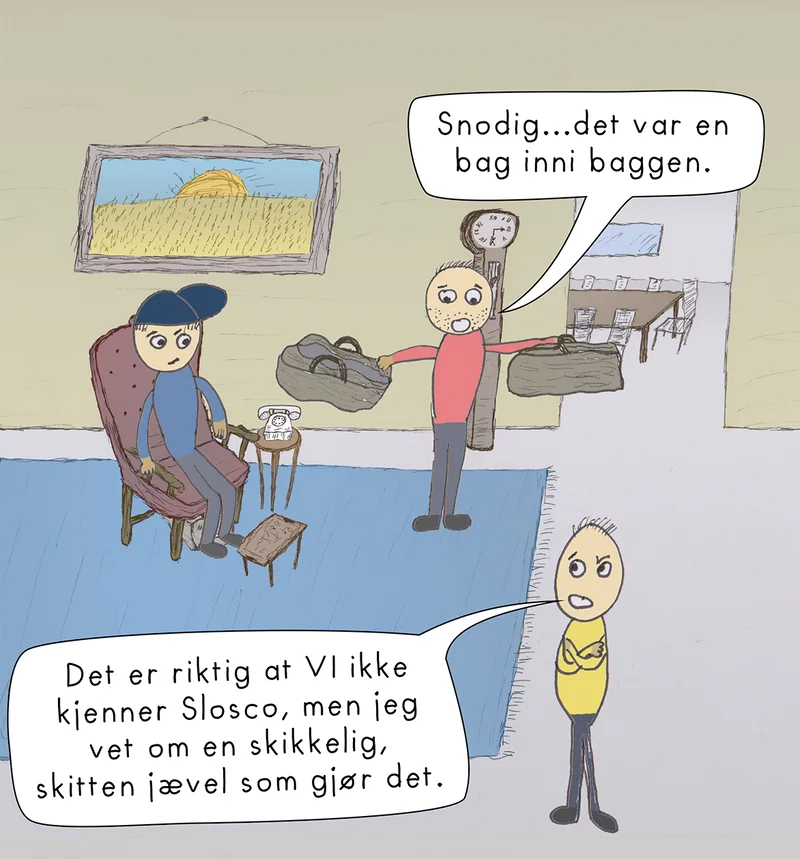 Snodig...det var en
bag inni baggen.
Det er riktig at VI ikke
kjenner Slosco, men jeg
vet om en skikkelig,
skitten jævel som gjør det.